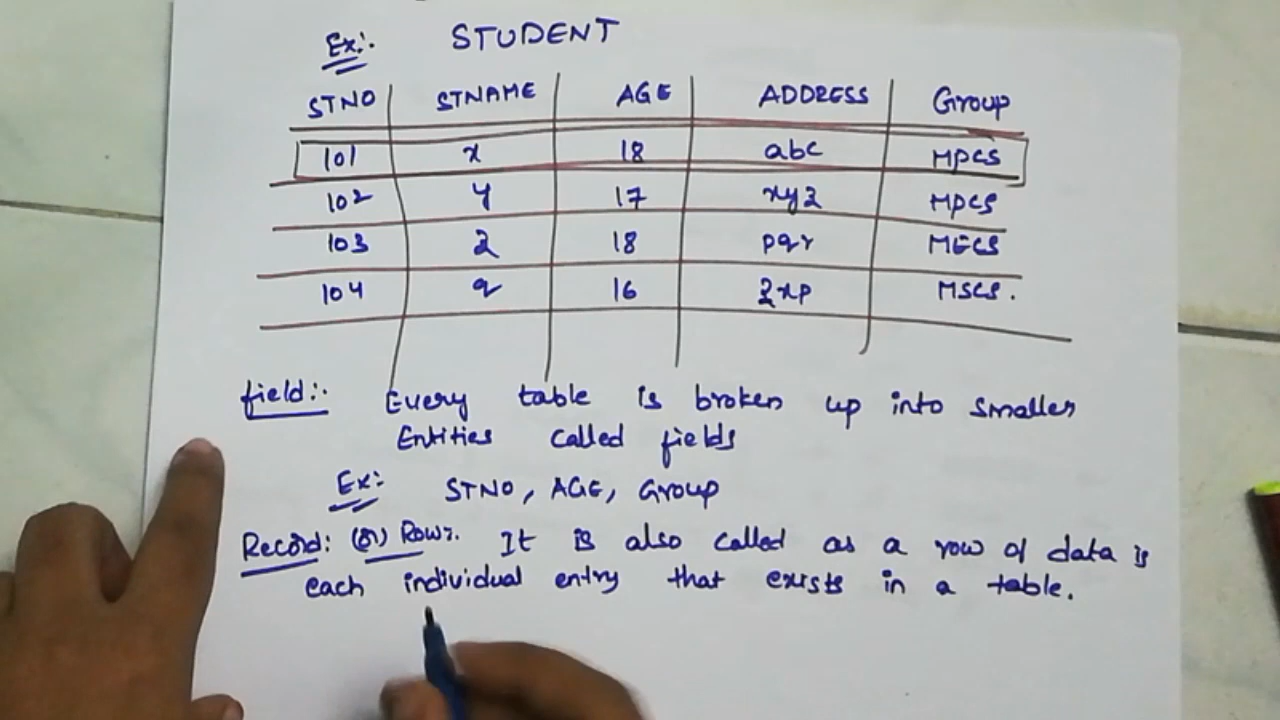 Ex:- STUDENT
STNO STNAME AGE ADDRESS Group
101 x 18 abc MPCS
102 y 17 xyz MPCS
103 z 18 pqr MECS
104 q 16 zxp MSCS.
field:- Every table is broken up into smaller
Entities called fields
Ex:- STNO, AGE, Group
Record: (or) Row:. It is also called as a row of data is
each individual entry that exists in a table.